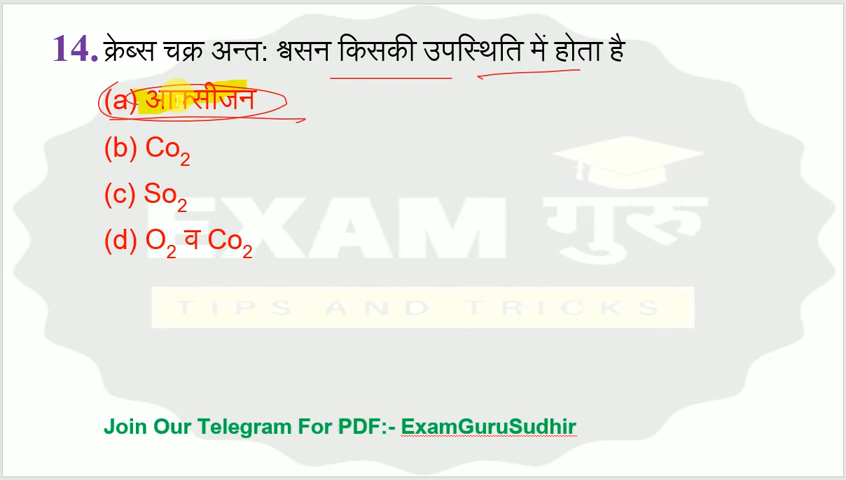 14. क्रेब्स चक्र अन्त: श्वसन किसकी उपस्थिति में होता है
(a) आक्सीजन
(b) Co₂
(c) So₂
(d) O₂ व Co₂
EXAM गुरु
TIPS AND TRICKS
Join Our Telegram For PDF:- ExamGuruSudhir